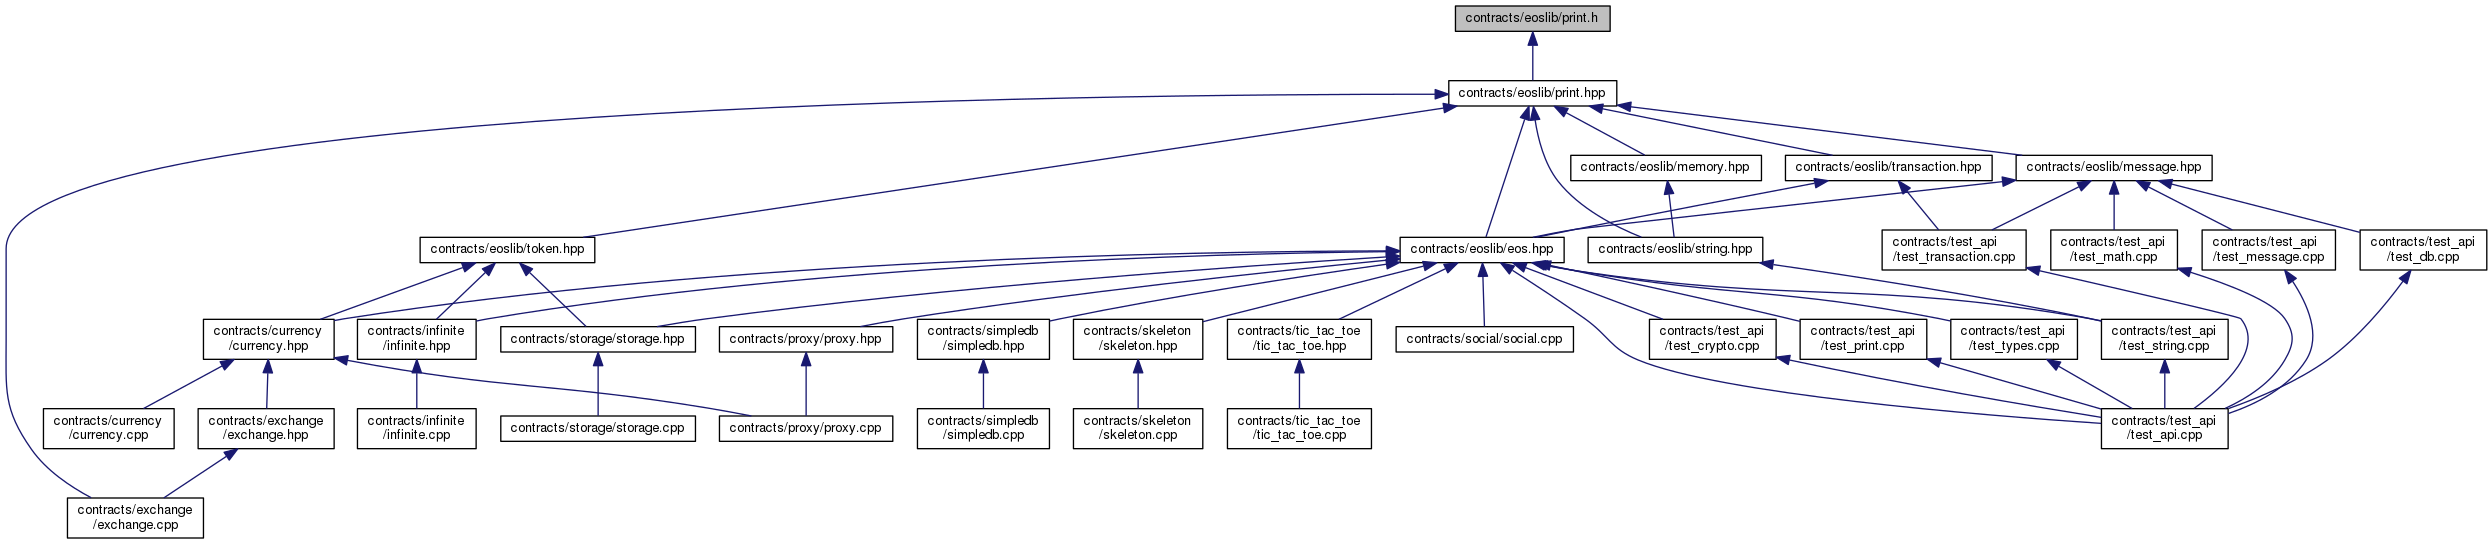 contracts/eoslib/print.h
contracts/eoslib/print.hpp
contracts/eoslib/memory.hpp
contracts/eoslib/transaction.hpp
contracts/eoslib/message.hpp
contracts/eoslib/token.hpp
contracts/eoslib/eos.hpp
contracts/eoslib/string.hpp
contracts/test_api
/test_transaction.cpp
contracts/test_api
/test_math.cpp
contracts/test_api
/test_message.cpp
contracts/test_api
/test_db.cpp
contracts/currency
/currency.hpp
contracts/infinite
/infinite.hpp
contracts/storage/storage.hpp
contracts/proxy/proxy.hpp
contracts/simpledb
/simpledb.hpp
contracts/skeleton
/skeleton.hpp
contracts/tic_tac_toe
/tic_tac_toe.hpp
contracts/social/social.cpp
contracts/test_api
/test_crypto.cpp
contracts/test_api
/test_print.cpp
contracts/test_api
/test_types.cpp
contracts/test_api
/test_string.cpp
contracts/currency
/currency.cpp
contracts/exchange
/exchange.hpp
contracts/infinite
/infinite.cpp
contracts/storage/storage.cpp
contracts/proxy/proxy.cpp
contracts/simpledb
/simpledb.cpp
contracts/skeleton
/skeleton.cpp
contracts/tic_tac_toe
/tic_tac_toe.cpp
contracts/test_api
/test_api.cpp
contracts/exchange
/exchange.cpp